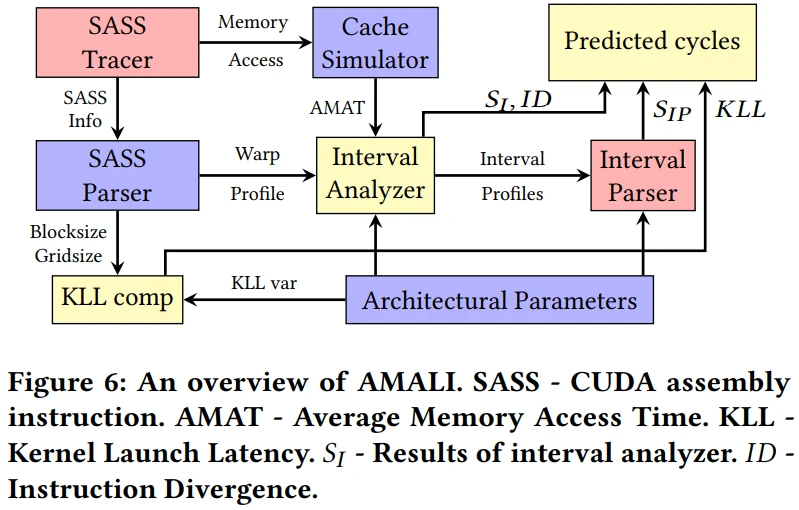 SASS
Tracer
Memory
Access
Cache
Simulator
Predicted cycles
SASS
Info
AMAT
S_I, ID
S_{IP}
KLL
SASS
Parser
Warp
Profile
Interval
Analyzer
Interval
Profiles
Interval
Parser
Blocksize
Gridsize
KLL comp
KLL var
Architectural Parameters
Figure 6: An overview of AMALI. SASS - CUDA assembly
instruction. AMAT - Average Memory Access Time. KLL -
Kernel Launch Latency. S_I - Results of interval analyzer. ID -
Instruction Divergence.